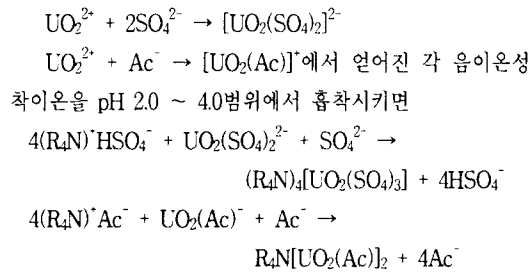 UO₂²⁺ + 2SO₄²⁻ → [UO₂(SO₄)₂]²⁻
UO₂²⁺ + Ac⁻ → [UO₂(Ac)]⁺에서 얻어진 각 음이온성
착이온을 pH 2.0 ~ 4.0범위에서 흡착시키면
4(R₄N)⁺HSO₄⁻ + UO₂(SO₄)₂²⁻ + SO₄²⁻ →
(R₄N)₄[UO₂(SO₄)₃] + 4HSO₄⁻
4(R₄N)⁺Ac⁻ + UO₂(Ac)⁻ + Ac⁻ →
R₄N[UO₂(Ac)]₂ + 4Ac⁻